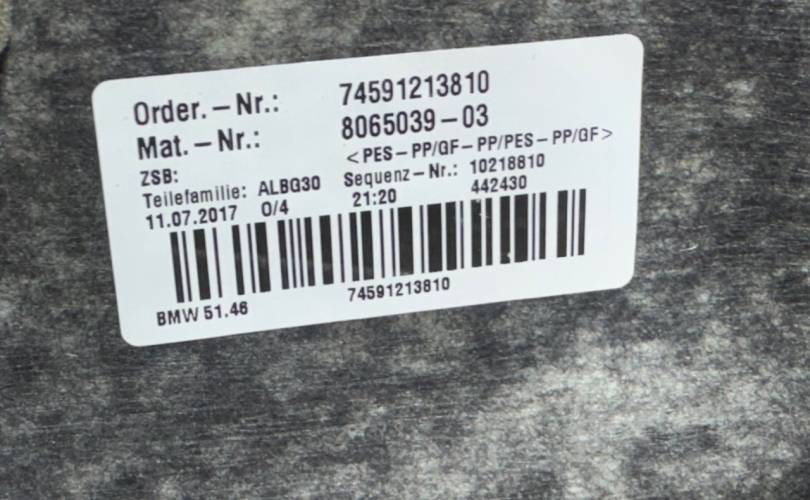 Order.-Nr.: 74591213810
Mat.-Nr.: 8065039-03
ZSB: <PES-PP/GF-PP/PES-PP/GF>
Teilefamilie: ALBG30 Sequenz-Nr.: 10218810
11.07.2017 0/4 21:20 442430
BMW 51.46 74591213810